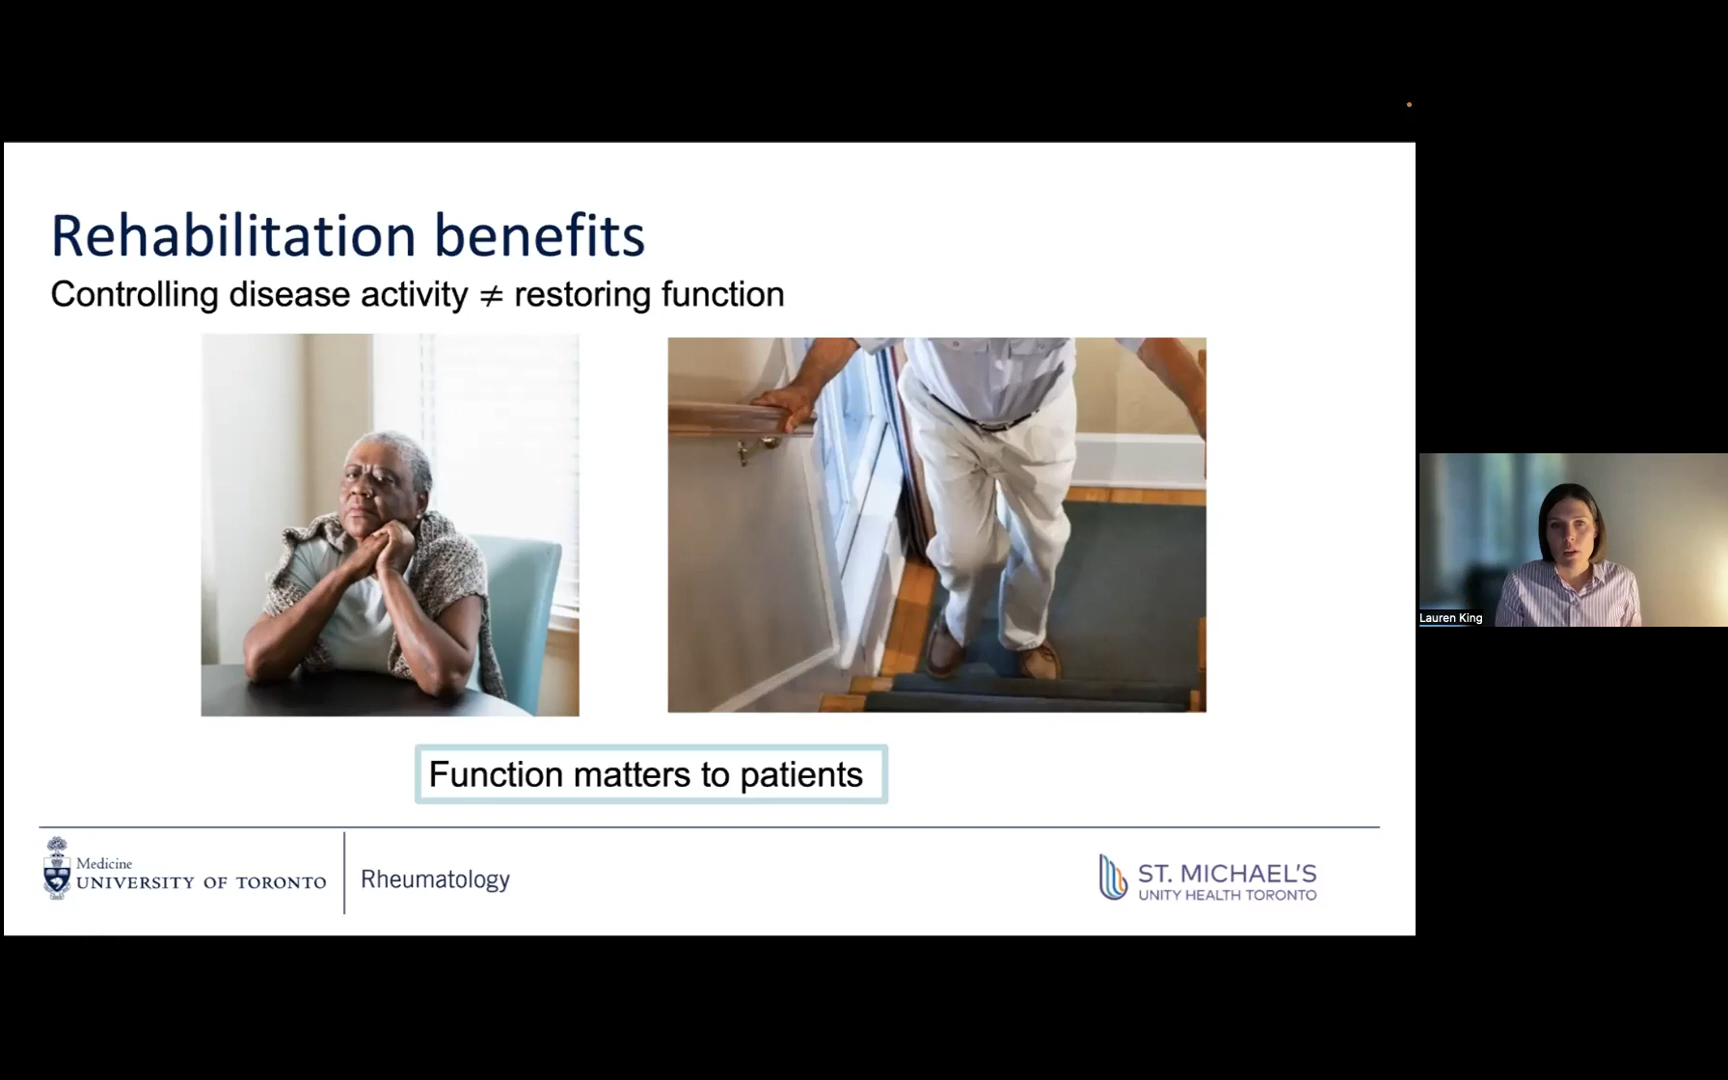 Rehabilitation benefits
Controlling disease activity ≠ restoring function
Function matters to patients
Medicine
UNIVERSITY OF TORONTO
Rheumatology
ST. MICHAEL'S
UNITY HEALTH TORONTO
Lauren King